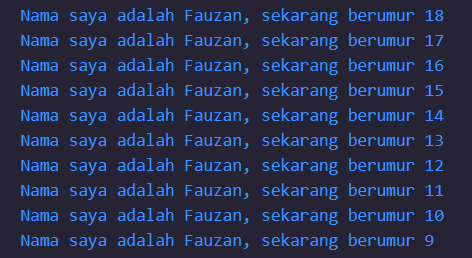 Nama saya adalah Fauzan, sekarang berumur 18
Nama saya adalah Fauzan, sekarang berumur 17
Nama saya adalah Fauzan, sekarang berumur 16
Nama saya adalah Fauzan, sekarang berumur 15
Nama saya adalah Fauzan, sekarang berumur 14
Nama saya adalah Fauzan, sekarang berumur 13
Nama saya adalah Fauzan, sekarang berumur 12
Nama saya adalah Fauzan, sekarang berumur 11
Nama saya adalah Fauzan, sekarang berumur 10
Nama saya adalah Fauzan, sekarang berumur 9